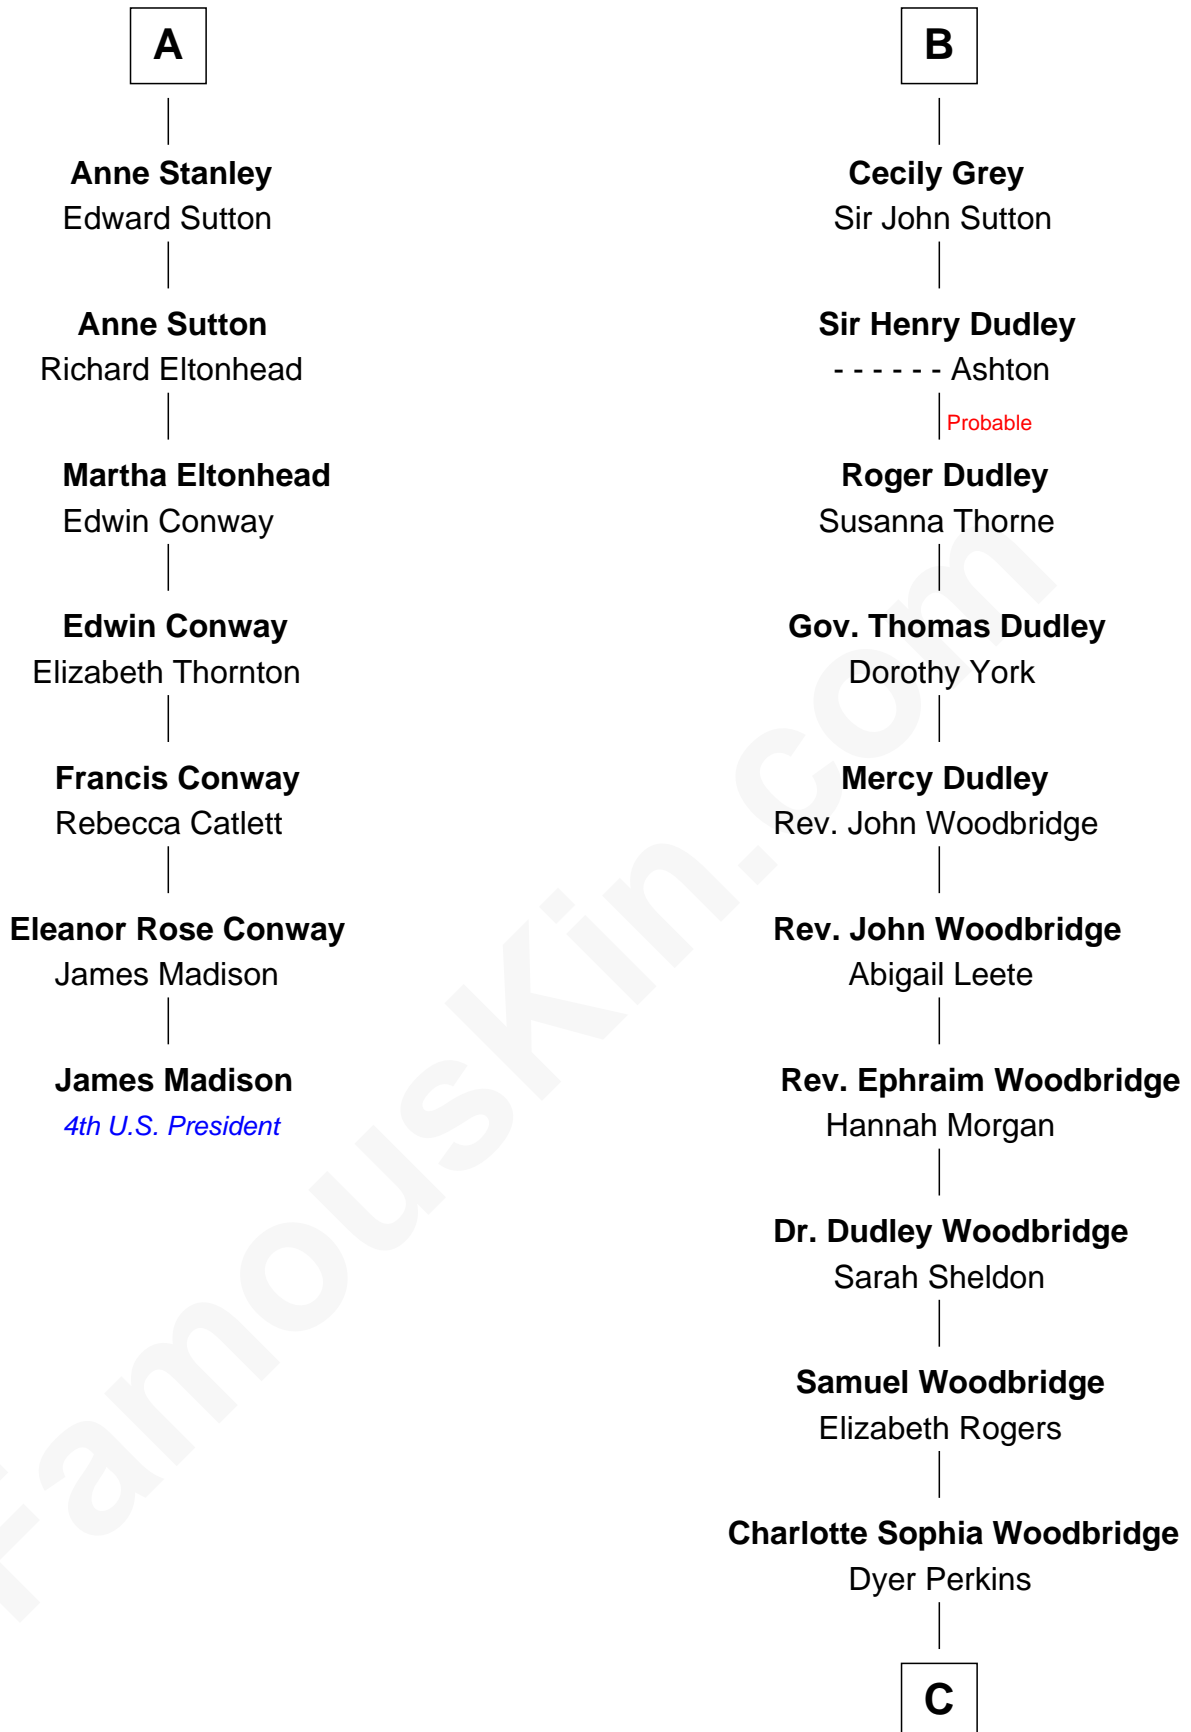 A
Anne Stanley
Edward Sutton
Anne Sutton
Richard Eltonhead
Martha Eltonhead
Edwin Conway
Edwin Conway
Elizabeth Thornton
Francis Conway
Rebecca Catlett
Eleanor Rose Conway
James Madison
James Madison
4th U.S. President
B
Cecily Grey
Sir John Sutton
Sir Henry Dudley
- - - - - - Ashton
Probable
Roger Dudley
Susanna Thorne
Gov. Thomas Dudley
Dorothy York
Mercy Dudley
Rev. John Woodbridge
Rev. John Woodbridge
Abigail Leete
Rev. Ephraim Woodbridge
Hannah Morgan
Dr. Dudley Woodbridge
Sarah Sheldon
Samuel Woodbridge
Elizabeth Rogers
Charlotte Sophia Woodbridge
Dyer Perkins
C
FamousKin.com